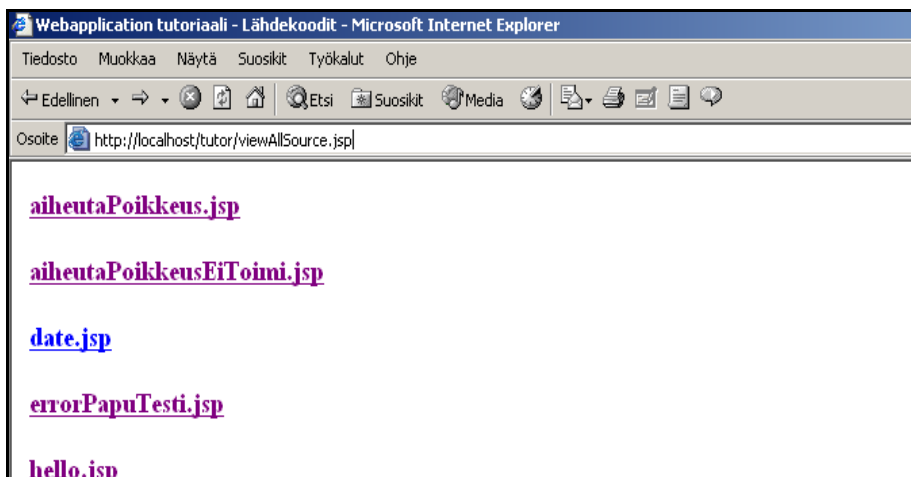 Webapplication tutoriaali - Lähdekoodit - Microsoft Internet Explorer
Tiedosto Muokkaa Näytä Suosikit Työkalut Ohje
Edellinen Etsi Suosikit Media
Osoite http://localhost/tutor/viewAllSource.jsp
aiheutaPoikkeus.jsp
aiheutaPoikkeusEiToimi.jsp
date.jsp
errorPapuTesti.jsp
hello.jsp